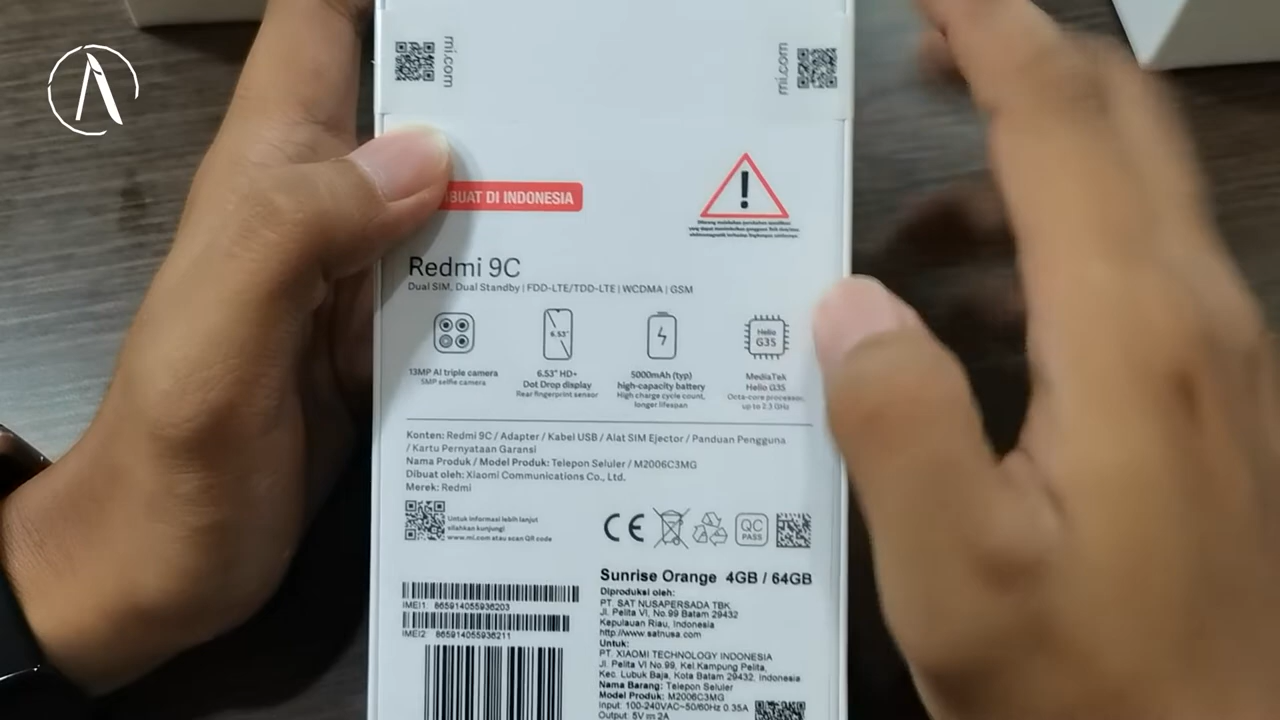 mi.com
mi.com
BUAT DI INDONESIA
!
Redmi 9C
Dual SIM, Dual Standby | FDD-LTE/TDD-LTE | WCDMA | GSM
6.53"
Helio
G35
13MP AI triple camera
5MP selfie camera
6.53" HD+
Dot Drop display
Rear fingerprint sensor
5000mAh (typ)
high-capacity battery
High charge cycle count,
longer lifespan
MediaTek
Helio G35
Octa-core processor,
up to 2.3 GHz
Konten: Redmi 9C / Adapter / Kabel USB / Alat SIM Ejector / Panduan Pengguna
/ Kartu Pernyataan Garansi
Nama Produk / Model Produk: Telepon Seluler / M2006C3MG
Dibuat oleh: Xiaomi Communications Co., Ltd.
Merek: Redmi
Untuk informasi lebih lanjut
silahkan kunjungi
www.mi.com atau scan QR code
CE
QC
PASS
Sunrise Orange 4GB / 64GB
IMEI1 865914055936203
IMEI2 865914055936211
Diproduksi oleh:
PT. SAT NUSAPERSADA TBK
Jl. Pelita VI, No.99 Batam 29432
Kepulauan Riau, Indonesia
http://www.satnusa.com
Untuk:
PT. XIAOMI TECHNOLOGY INDONESIA
Jl. Pelita VI No.99, Kel.Kampung Pelita,
Kec. Lubuk Baja, Kota Batam 29432, Indonesia
Nama Barang: Telepon Seluler
Model Produk: M2006C3MG
Input: 100-240VAC~50/60Hz 0.35A
Output: 5V⎓2A